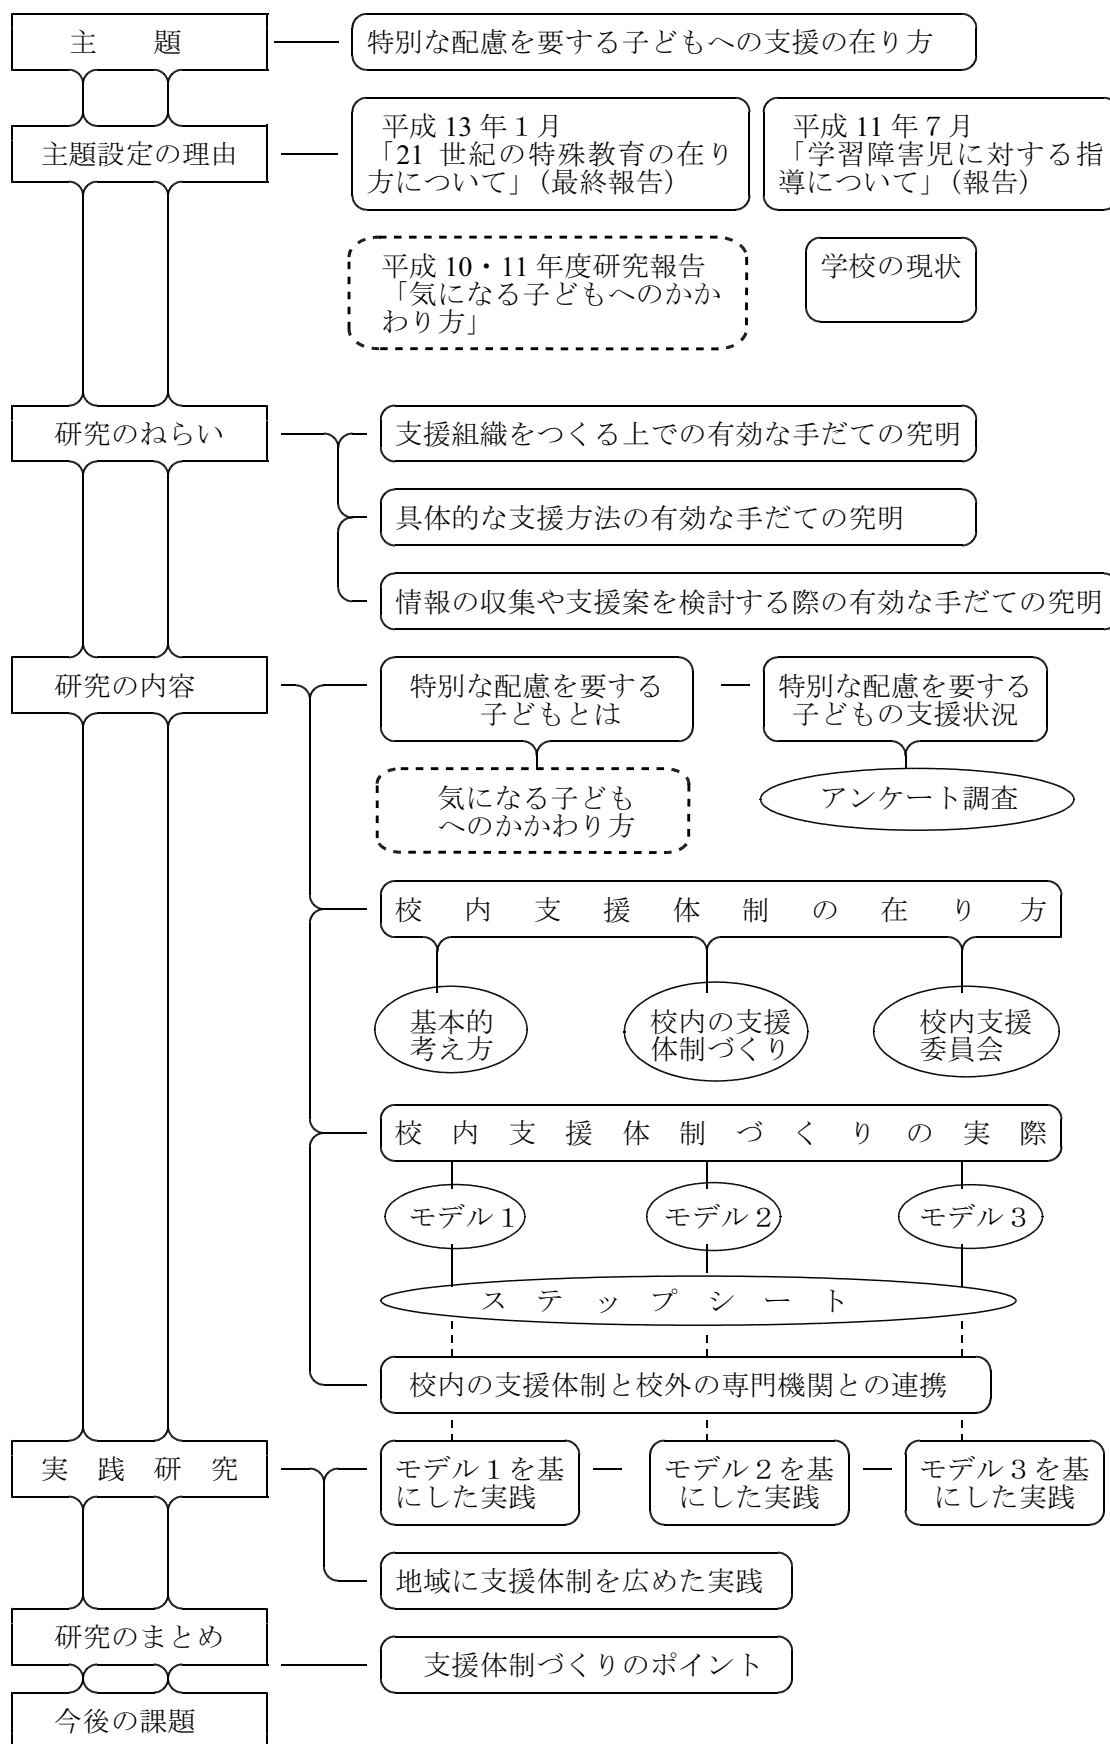 主 題
特別な配慮を要する子どもへの支援の在り方
主題設定の理由
平成 13 年 1 月
「21 世紀の特殊教育の在り
方について」（最終報告）
平成 11 年 7 月
「学習障害児に対する指
導について」（報告）
平成 10・11 年度研究報告
「気になる子どもへのかか
わり方」
学校の現状
研究のねらい
支援組織をつくる上での有効な手だての究明
具体的な支援方法の有効な手だての究明
情報の収集や支援案を検討する際の有効な手だての究明
研究の内容
特別な配慮を要する
子どもとは
特別な配慮を要する
子どもの支援状況
気になる子ども
へのかかわり方
アンケート調査
校 内 支 援 体 制 の 在 り 方
基本的
考え方
校内の支援
体制づくり
校内支援
委員会
校 内 支 援 体 制 づ く り の 実 際
モデル１
モデル２
モデル３
ス テ ッ プ シ ー ト
校内の支援体制と校外の専門機関との連携
実 践 研 究
モデル１を基
にした実践
モデル２を基
にした実践
モデル３を基
にした実践
地域に支援体制を広めた実践
研究のまとめ
支援体制づくりのポイント
今後の課題